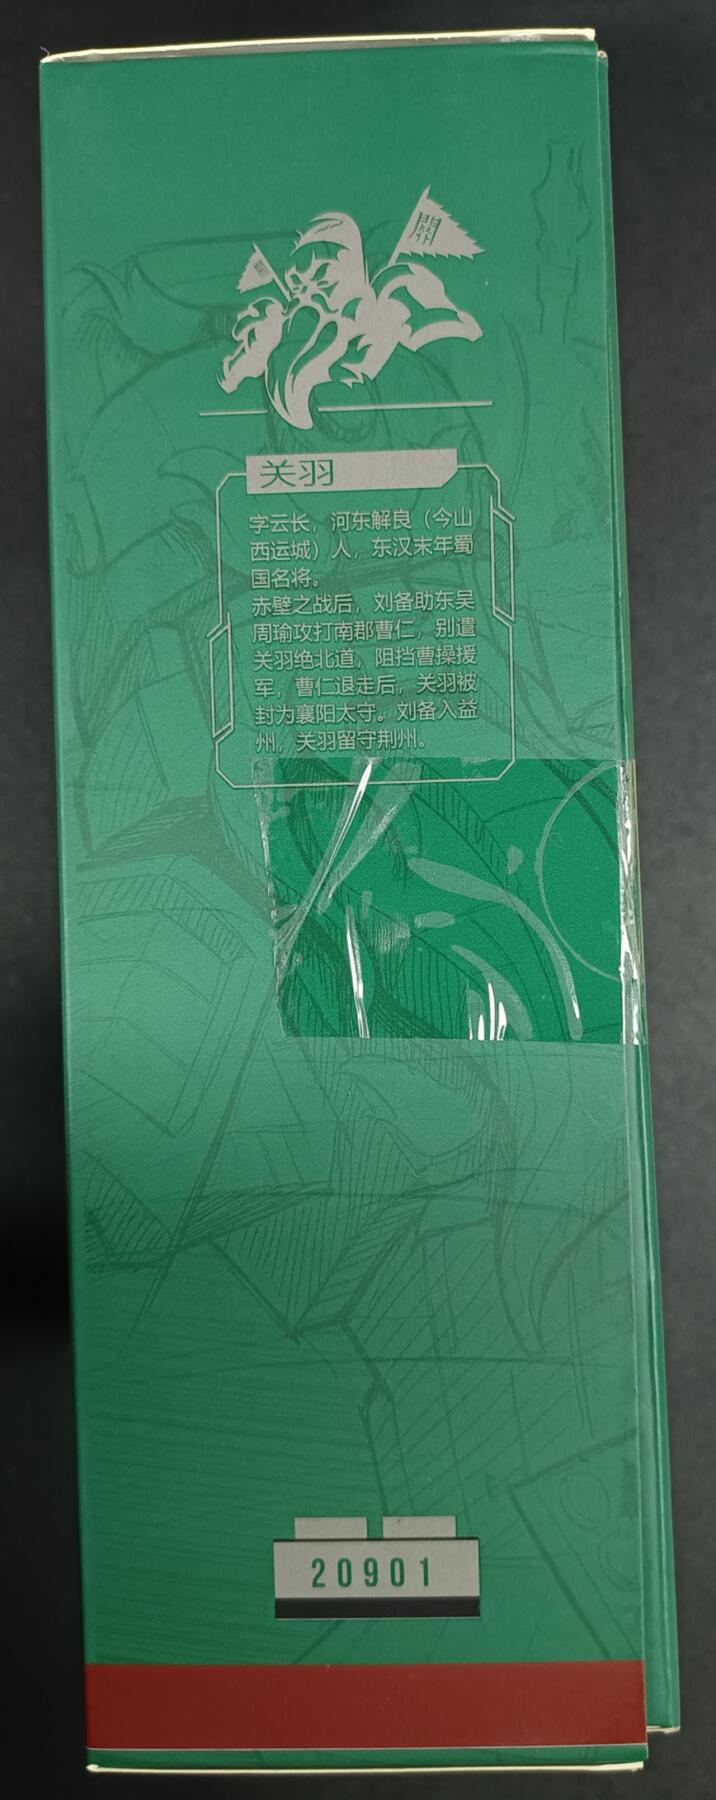 關
關
关羽
字云长，河东解良（今山
西运城）人，东汉末年蜀
国名将。
赤壁之战后，刘备助东吴
周瑜攻打南郡曹仁，别遣
关羽绝北道，阻挡曹操援
军，曹仁退走后，关羽被
封为襄阳太守。刘备入益
州，关羽留守荆州。
20901